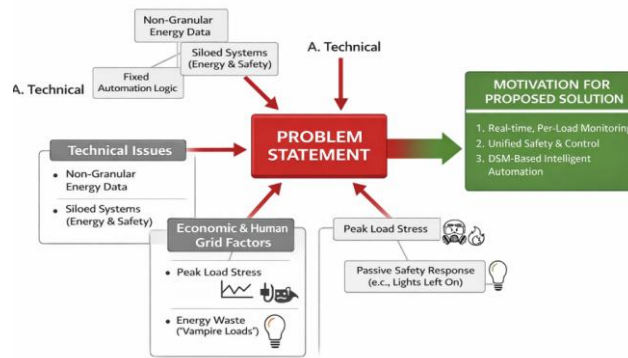 Non-Granular
Energy Data
Siloed Systems
(Energy & Safety)
Fixed
Automation Logic
A. Technical
A. Technical
PROBLEM
STATEMENT
MOTIVATION FOR
PROPOSED SOLUTION
1. Real-time, Per-Load Monitoring
2. Unified Safety & Control
3. DSM-Based Intelligent
Automation
Technical Issues
• Non-Granular
Energy Data
• Siloed Systems
(Energy & Safety)
Economic & Human
Grid Factors
• Peak Load Stress
• Energy Waste
("Vampire Loads")
Peak Load Stress
Passive Safety Response
(e.c., Lights Left On)